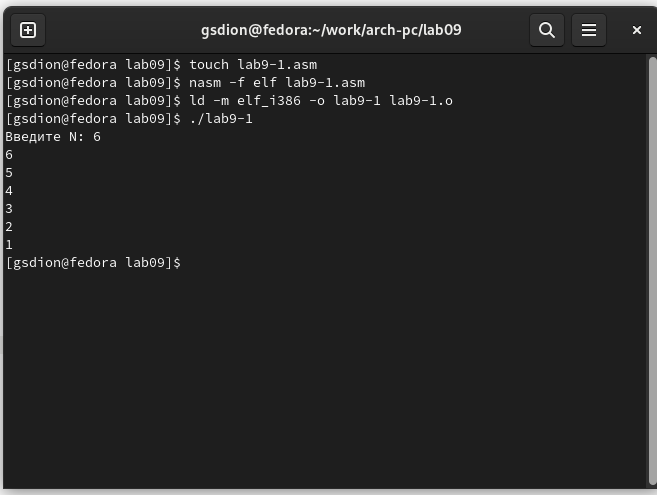 gsdion@fedora:~/work/arch-pc/lab09
[gsdion@fedora lab09]$ touch lab9-1.asm
[gsdion@fedora lab09]$ nasm -f elf lab9-1.asm
[gsdion@fedora lab09]$ ld -m elf_i386 -o lab9-1 lab9-1.o
[gsdion@fedora lab09]$ ./lab9-1
Введите N: 6
6
5
4
3
2
1
[gsdion@fedora lab09]$